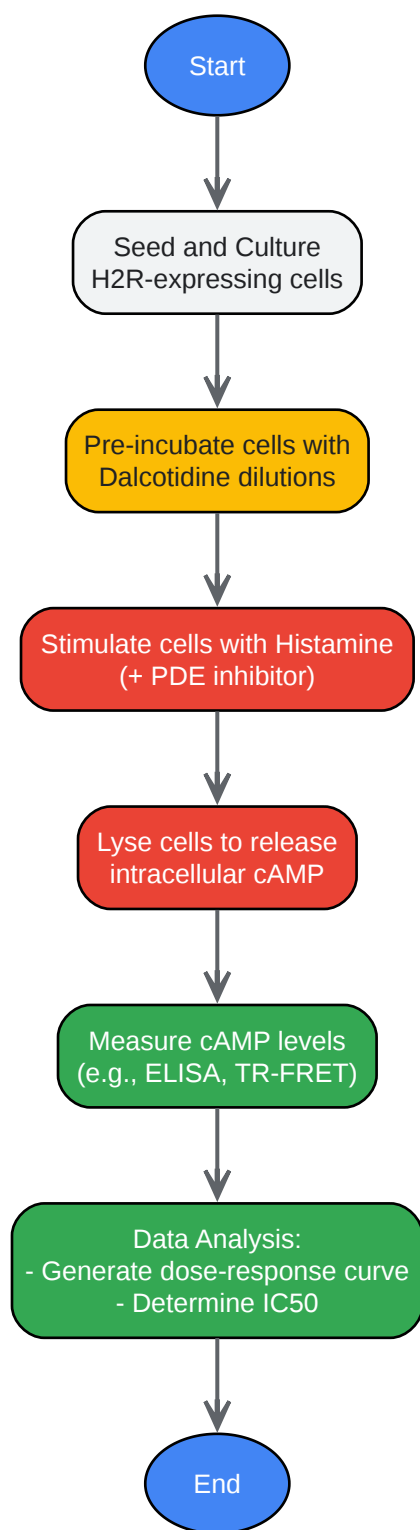 Start
Seed and Culture
H2R-expressing cells
Pre-incubate cells with
Dalcotidine dilutions
Stimulate cells with Histamine
(+ PDE inhibitor)
Lyse cells to release
intracellular cAMP
Measure cAMP levels
(e.g., ELISA, TR-FRET)
Data Analysis:
- Generate dose-response curve
- Determine IC50
End